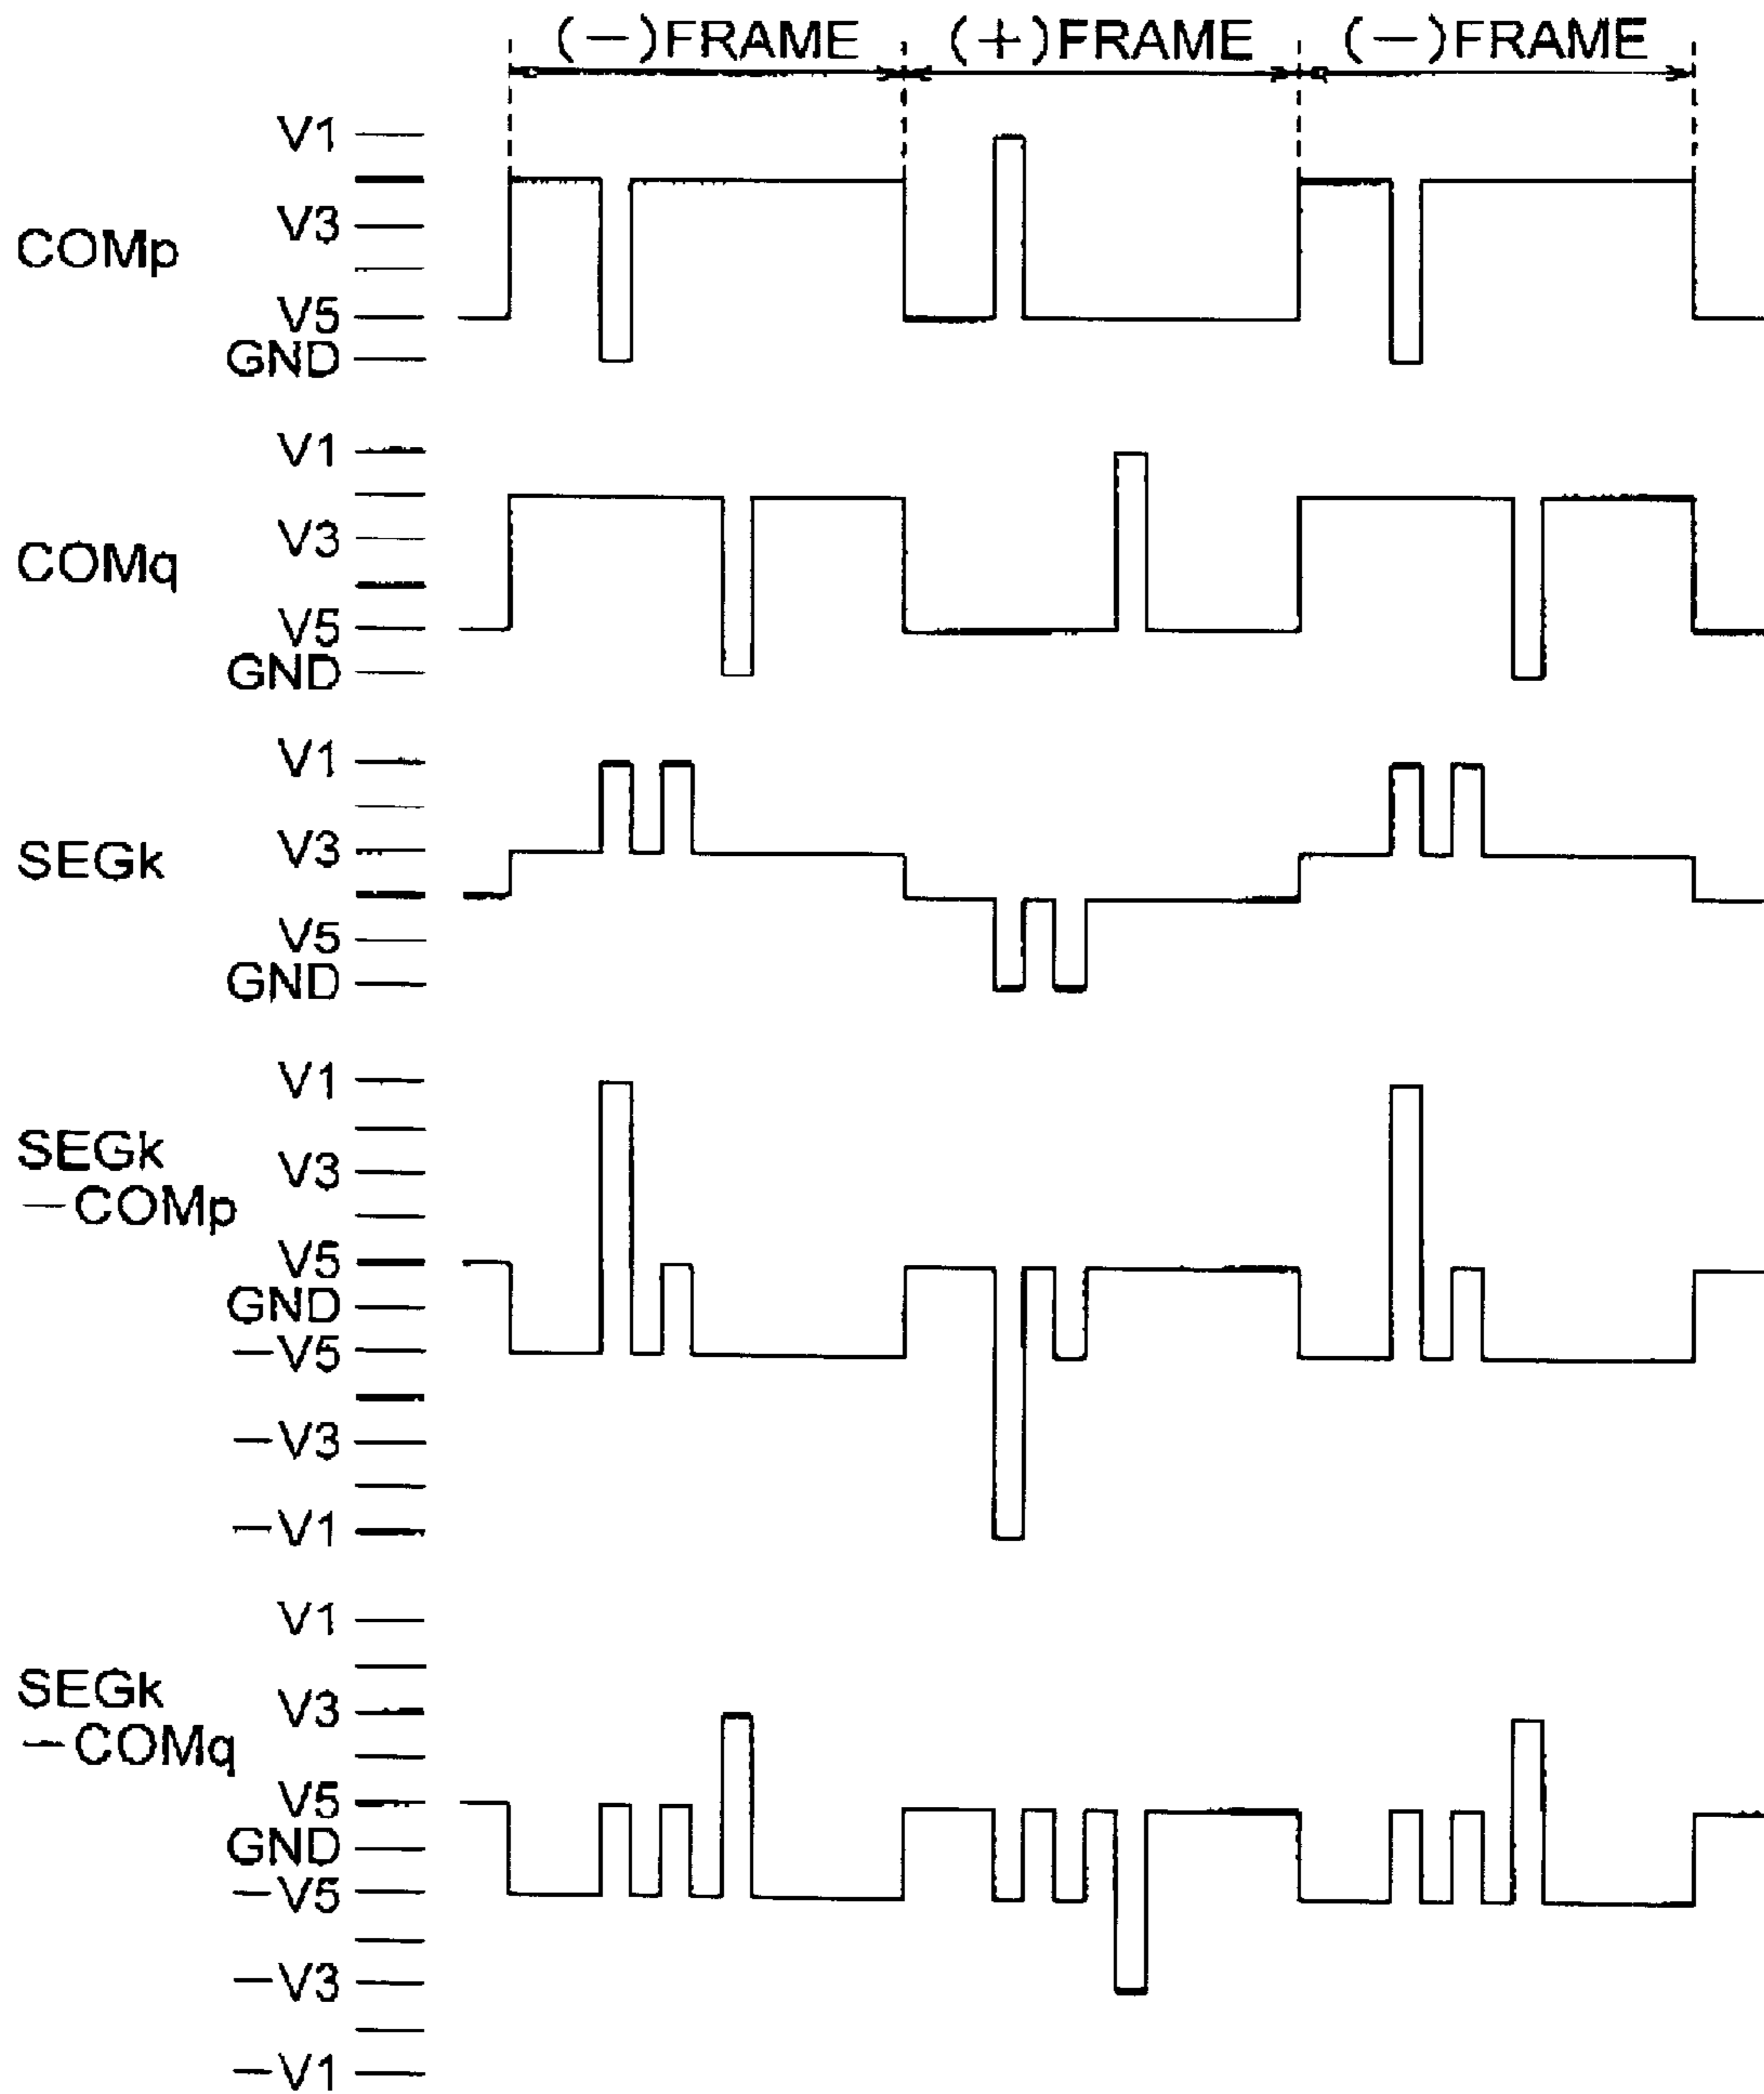 (−)FRAME (+)FRAME (−)FRAME
V1
V3
COMp
V5
GND
V1
V3
COMq
V5
GND
V1
V3
SEGk
V5
GND
V1
SEGk
V3
−COMp
V5
GND
−V5
−V3
−V1
V1
SEGk
V3
−COMq
V5
GND
−V5
−V3
−V1